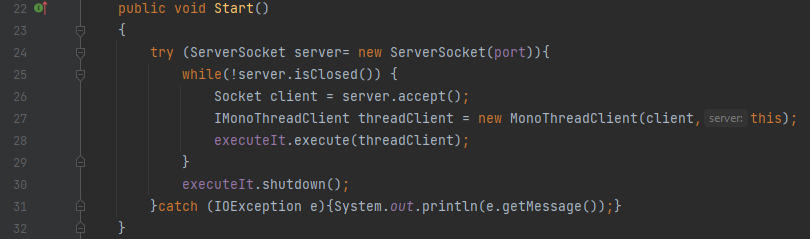 22 public void Start()
23 {
24 try (ServerSocket server= new ServerSocket(port)){
25 while(!server.isClosed()) {
26 Socket client = server.accept();
27 IMonoThreadClient threadClient = new MonoThreadClient(client, server: this);
28 executeIt.execute(threadClient);
29 }
30 executeIt.shutdown();
31 }catch (IOException e){System.out.println(e.getMessage());}
32 }